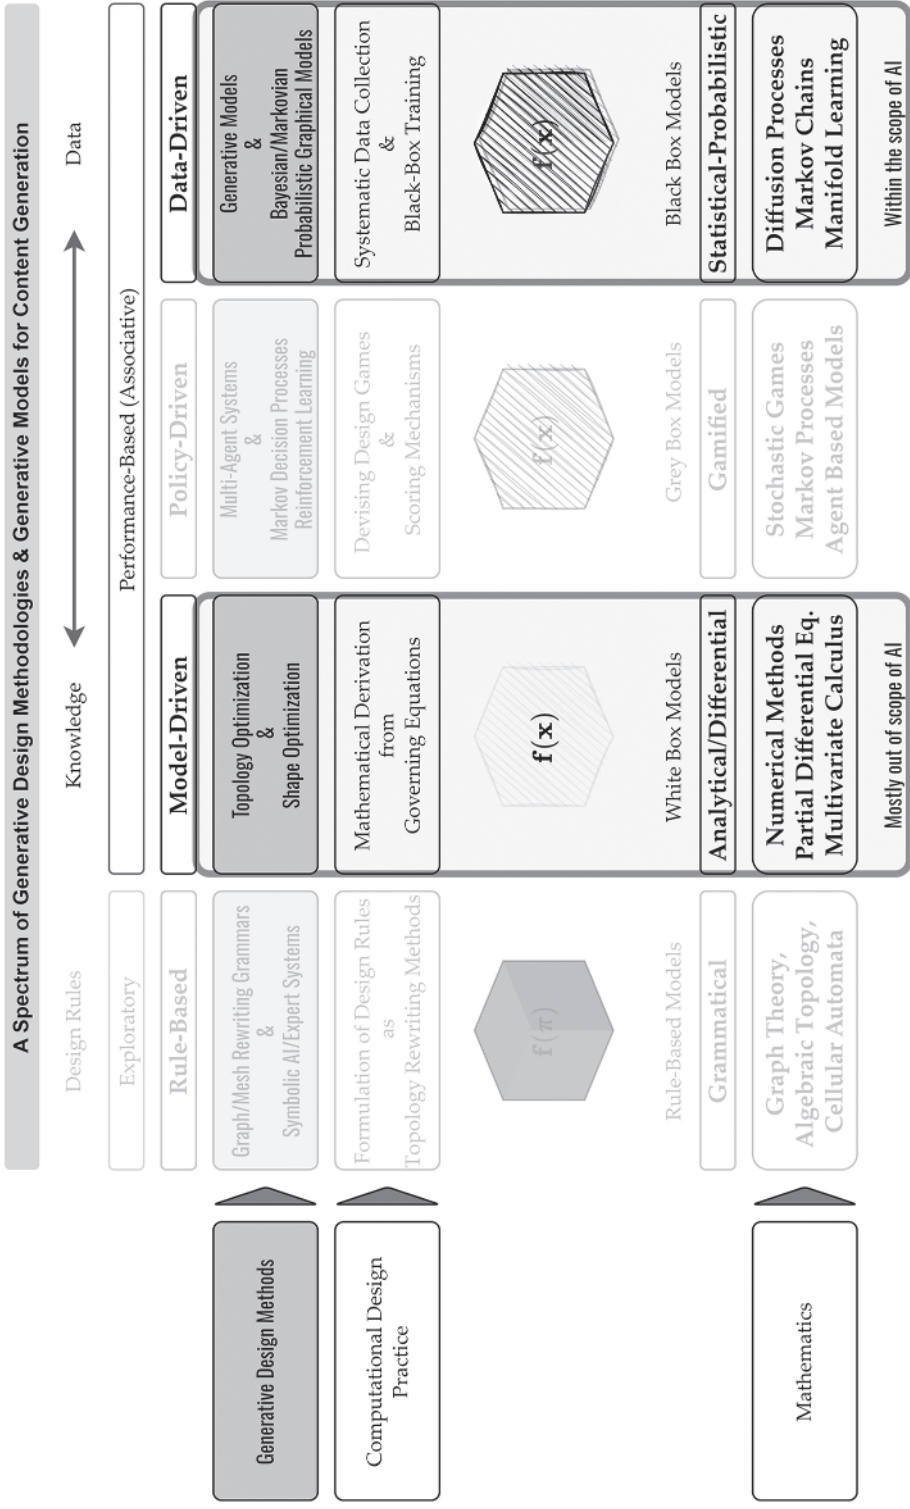 A Spectrum of Generative Design Methodologies & Generative Models for Content Generation
Design Rules
Knowledge
Data
Exploratory
Performance-Based (Associative)
Rule-Based
Model-Driven
Policy-Driven
Data-Driven
Generative Design Methods
Graph/Mesh Rewriting Grammars
&
Symbolic AI/Expert Systems
Topology Optimization
&
Shape Optimization
Multi-Agent Systems
&
Markov Decision Processes
Reinforcement Learning
Generative Models
&
Bayesian/Markovian
Probabilistic Graphical Models
Computational Design
Practice
Formulation of Design Rules
as
Topology Rewriting Methods
Mathematical Derivation
from
Governing Equations
Devising Design Games
&
Scoring Mechanisms
Systematic Data Collection
&
Black-Box Training
f(π)
f(x)
f(x)
f(x)
Rule-Based Models
White Box Models
Grey Box Models
Black Box Models
Grammatical
Analytical/Differential
Gamified
Statistical-Probabilistic
Mathematics
Graph Theory,
Algebraic Topology,
Cellular Automata
Numerical Methods
Partial Differential Eq.
Multivariate Calculus
Stochastic Games
Markov Processes
Agent Based Models
Diffusion Processes
Markov Chains
Manifold Learning
Mostly out of scope of AI
Within the scope of AI